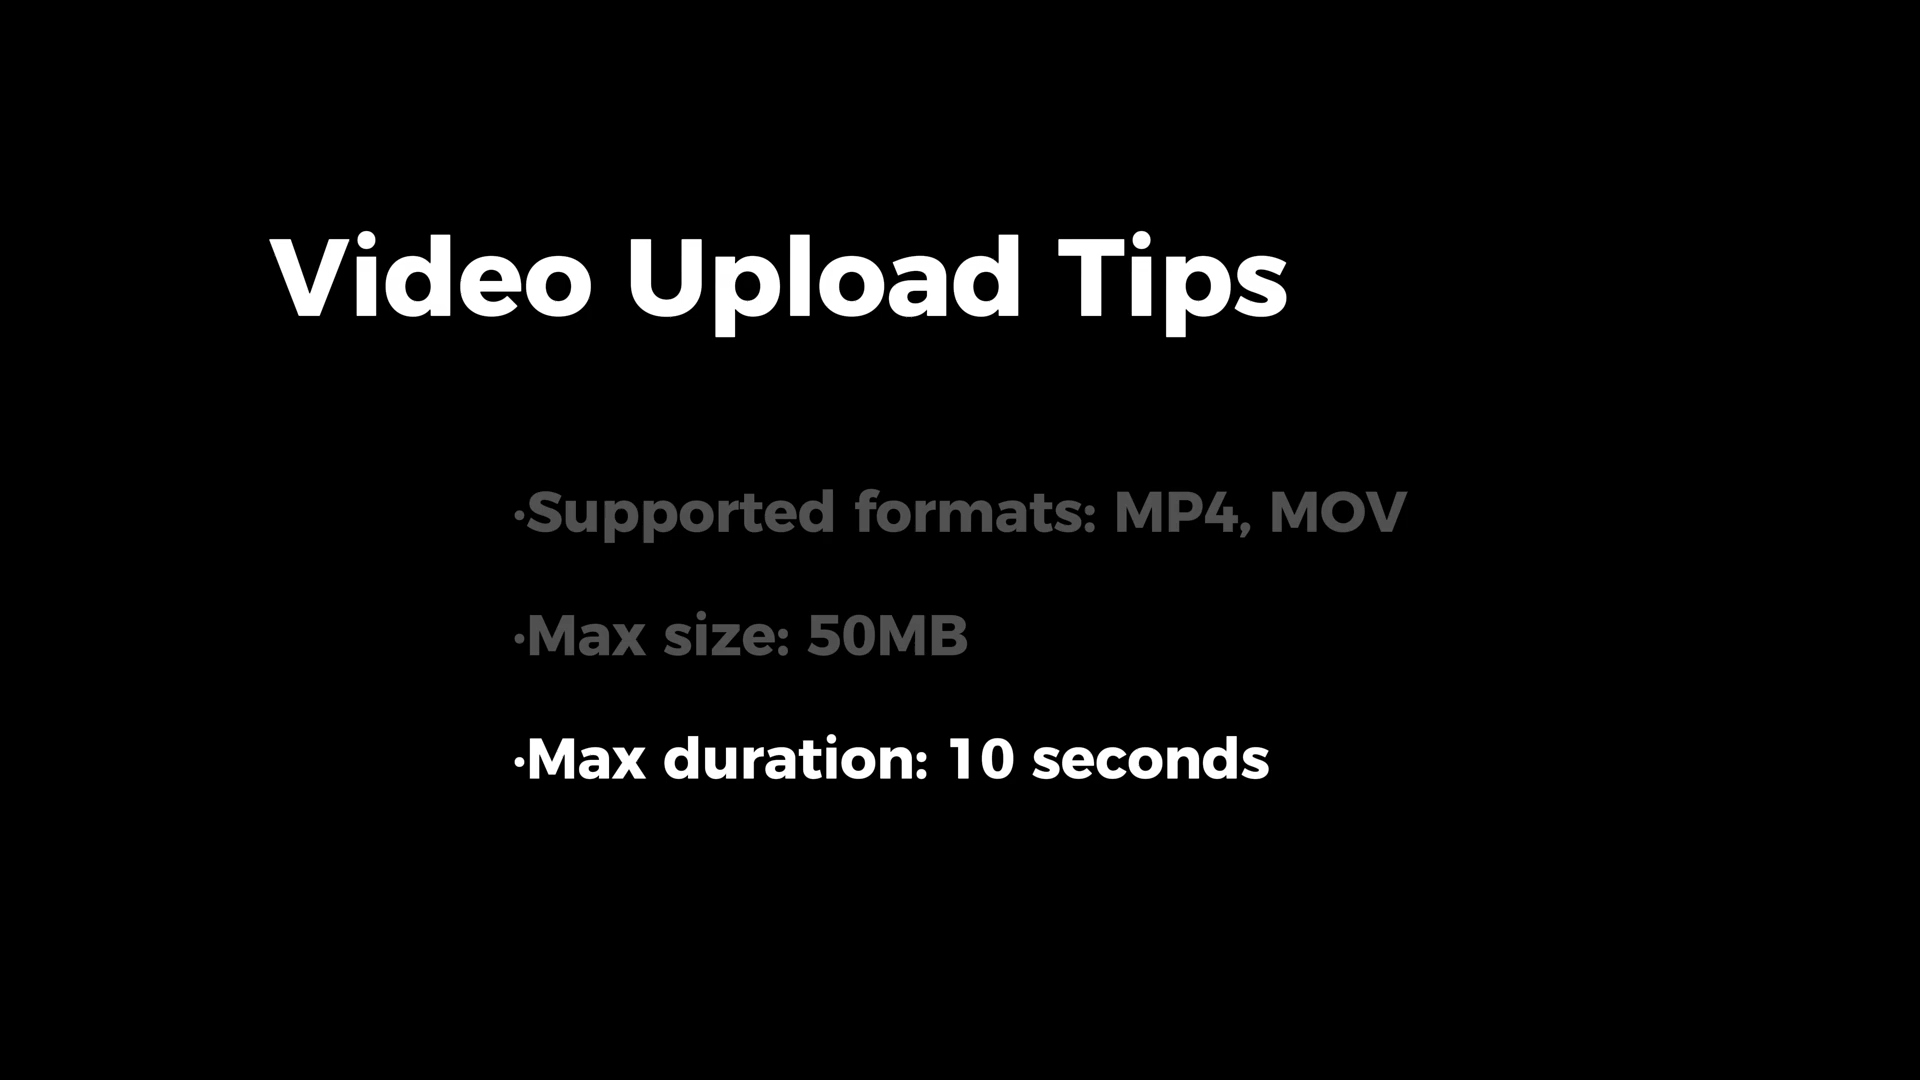 Video Upload Tips
•Supported formats: MP4, MOV
•Max size: 50MB
•Max duration: 10 seconds